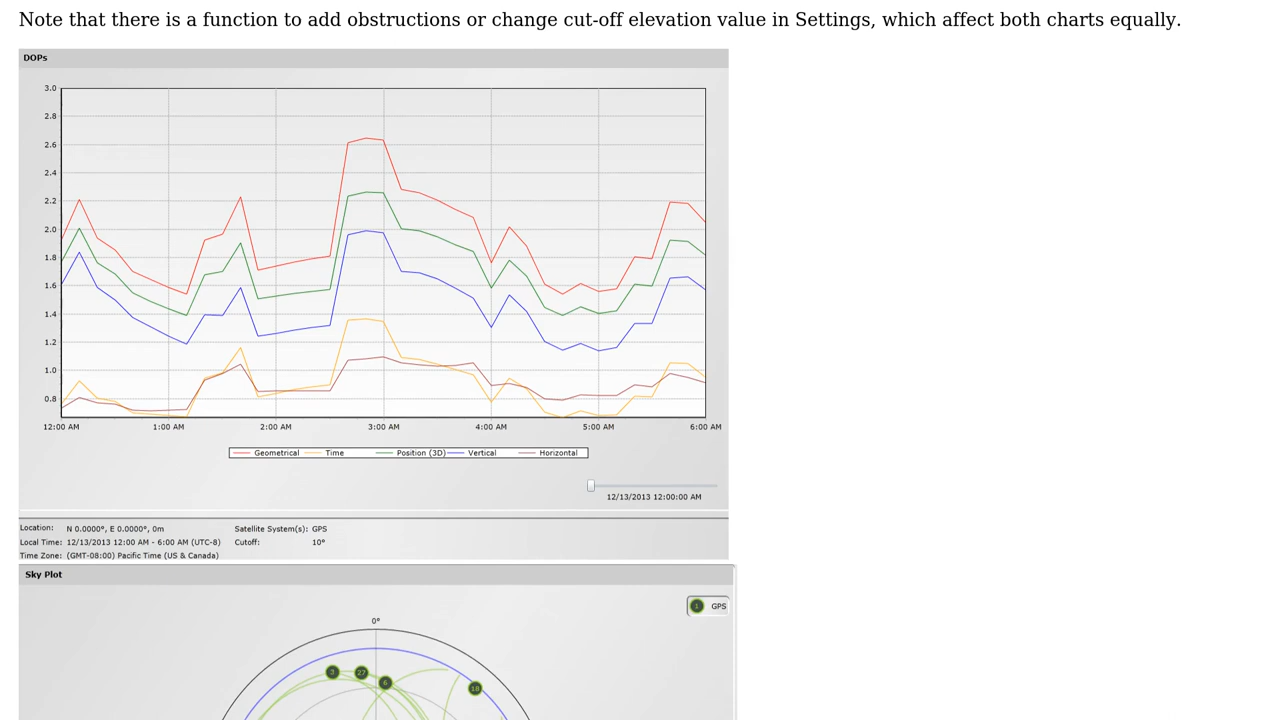 Note that there is a function to add obstructions or change cut-off elevation value in Settings, which affect both charts equally.
DOPs
3.0
2.8
2.6
2.4
2.2
2.0
1.8
1.6
1.4
1.2
1.0
0.8
12:00 AM 1:00 AM 2:00 AM 3:00 AM 4:00 AM 5:00 AM 6:00 AM
Geometrical Time Position (3D) Vertical Horizontal
12/13/2013 12:00:00 AM
Location: N 0.0000°, E 0.0000°, 0m Satellite System(s): GPS
Local Time: 12/13/2013 12:00 AM - 6:00 AM (UTC-8) Cutoff: 10°
Time Zone: (GMT-08:00) Pacific Time (US & Canada)
Sky Plot
1 GPS
0°
3 27 6 18